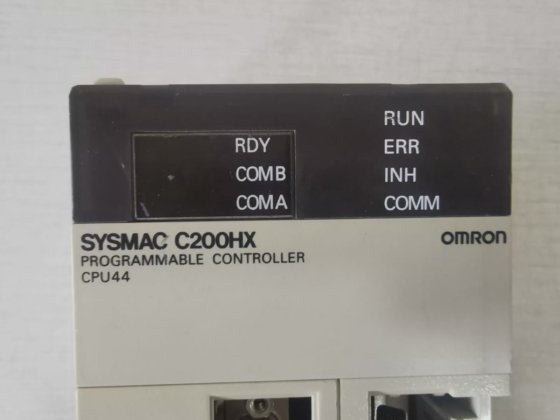 RUN
RDY ERR
COMB INH
COMA COMM
SYSMAC C200HX OMRON
PROGRAMMABLE CONTROLLER
CPU44